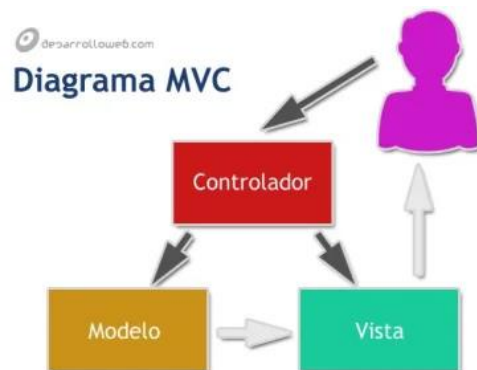 desarrolloweb.com
Diagrama MVC
Controlador
Modelo
Vista